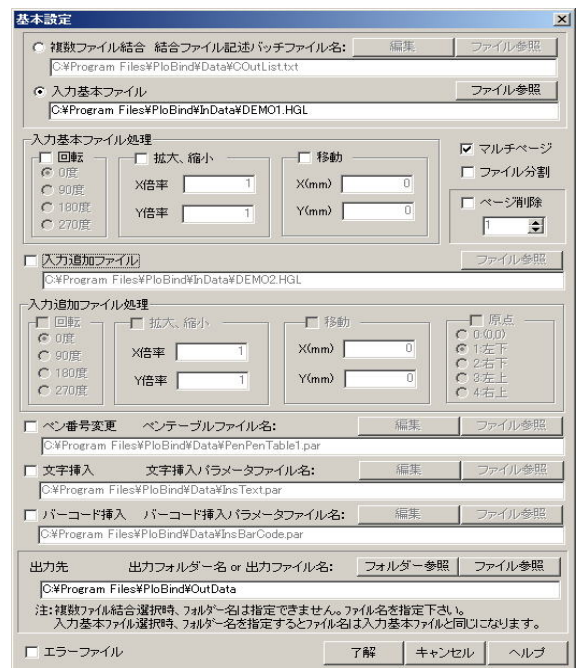 基本設定
複数ファイル結合 結合ファイル記述バッチファイル名: 編集 ファイル参照
C:¥Program Files¥PloBind¥Data¥COutList.txt
入力基本ファイル ファイル参照
C:¥Program Files¥PloBind¥InData¥DEMO1.HGL
入力基本ファイル処理
回転 拡大、縮小 移動 マルチページ
0度 ファイル分割
90度 X倍率 1 X(mm) 0
180度 ページ削除
Y倍率 1 Y(mm) 0
270度 1
入力追加ファイル ファイル参照
C:¥Program Files¥PloBind¥InData¥DEMO2.HGL
入力追加ファイル処理
回転 拡大、縮小 移動 原点
0度 0:(0,0)
90度 X倍率 1 X(mm) 0 1:左下
180度 2:右下
Y倍率 1 Y(mm) 0 3:左上
270度 4:右上
ペン番号変更 ペンテーブルファイル名: 編集 ファイル参照
C:¥Program Files¥PloBind¥Data¥PenPenTable1.par
文字挿入 文字挿入パラメータファイル名: 編集 ファイル参照
C:¥Program Files¥PloBind¥Data¥InsText.par
バーコード挿入 バーコード挿入パラメータファイル名: 編集 ファイル参照
C:¥Program Files¥PloBind¥Data¥InsBarCode.par
出力先 出力フォルダー名 or 出力ファイル名: フォルダー参照 ファイル参照
C:¥Program Files¥PloBind¥OutData
注:複数ファイル結合選択時、フォルダー名は指定できません。ファイル名を指定下さい。
入力基本ファイル選択時、フォルダー名を指定するとファイル名は入力基本ファイルと同じになります。
エラーファイル 了解 キャンセル ヘルプ